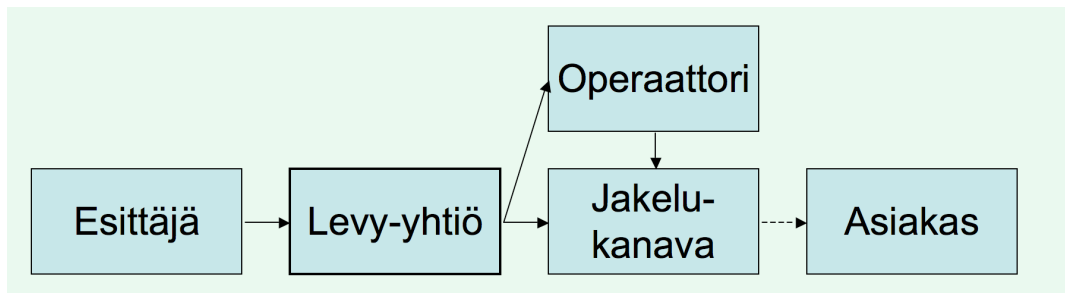 Operaattori
Esittäjä
Levy-yhtiö
Jakelu-
kanava
Asiakas